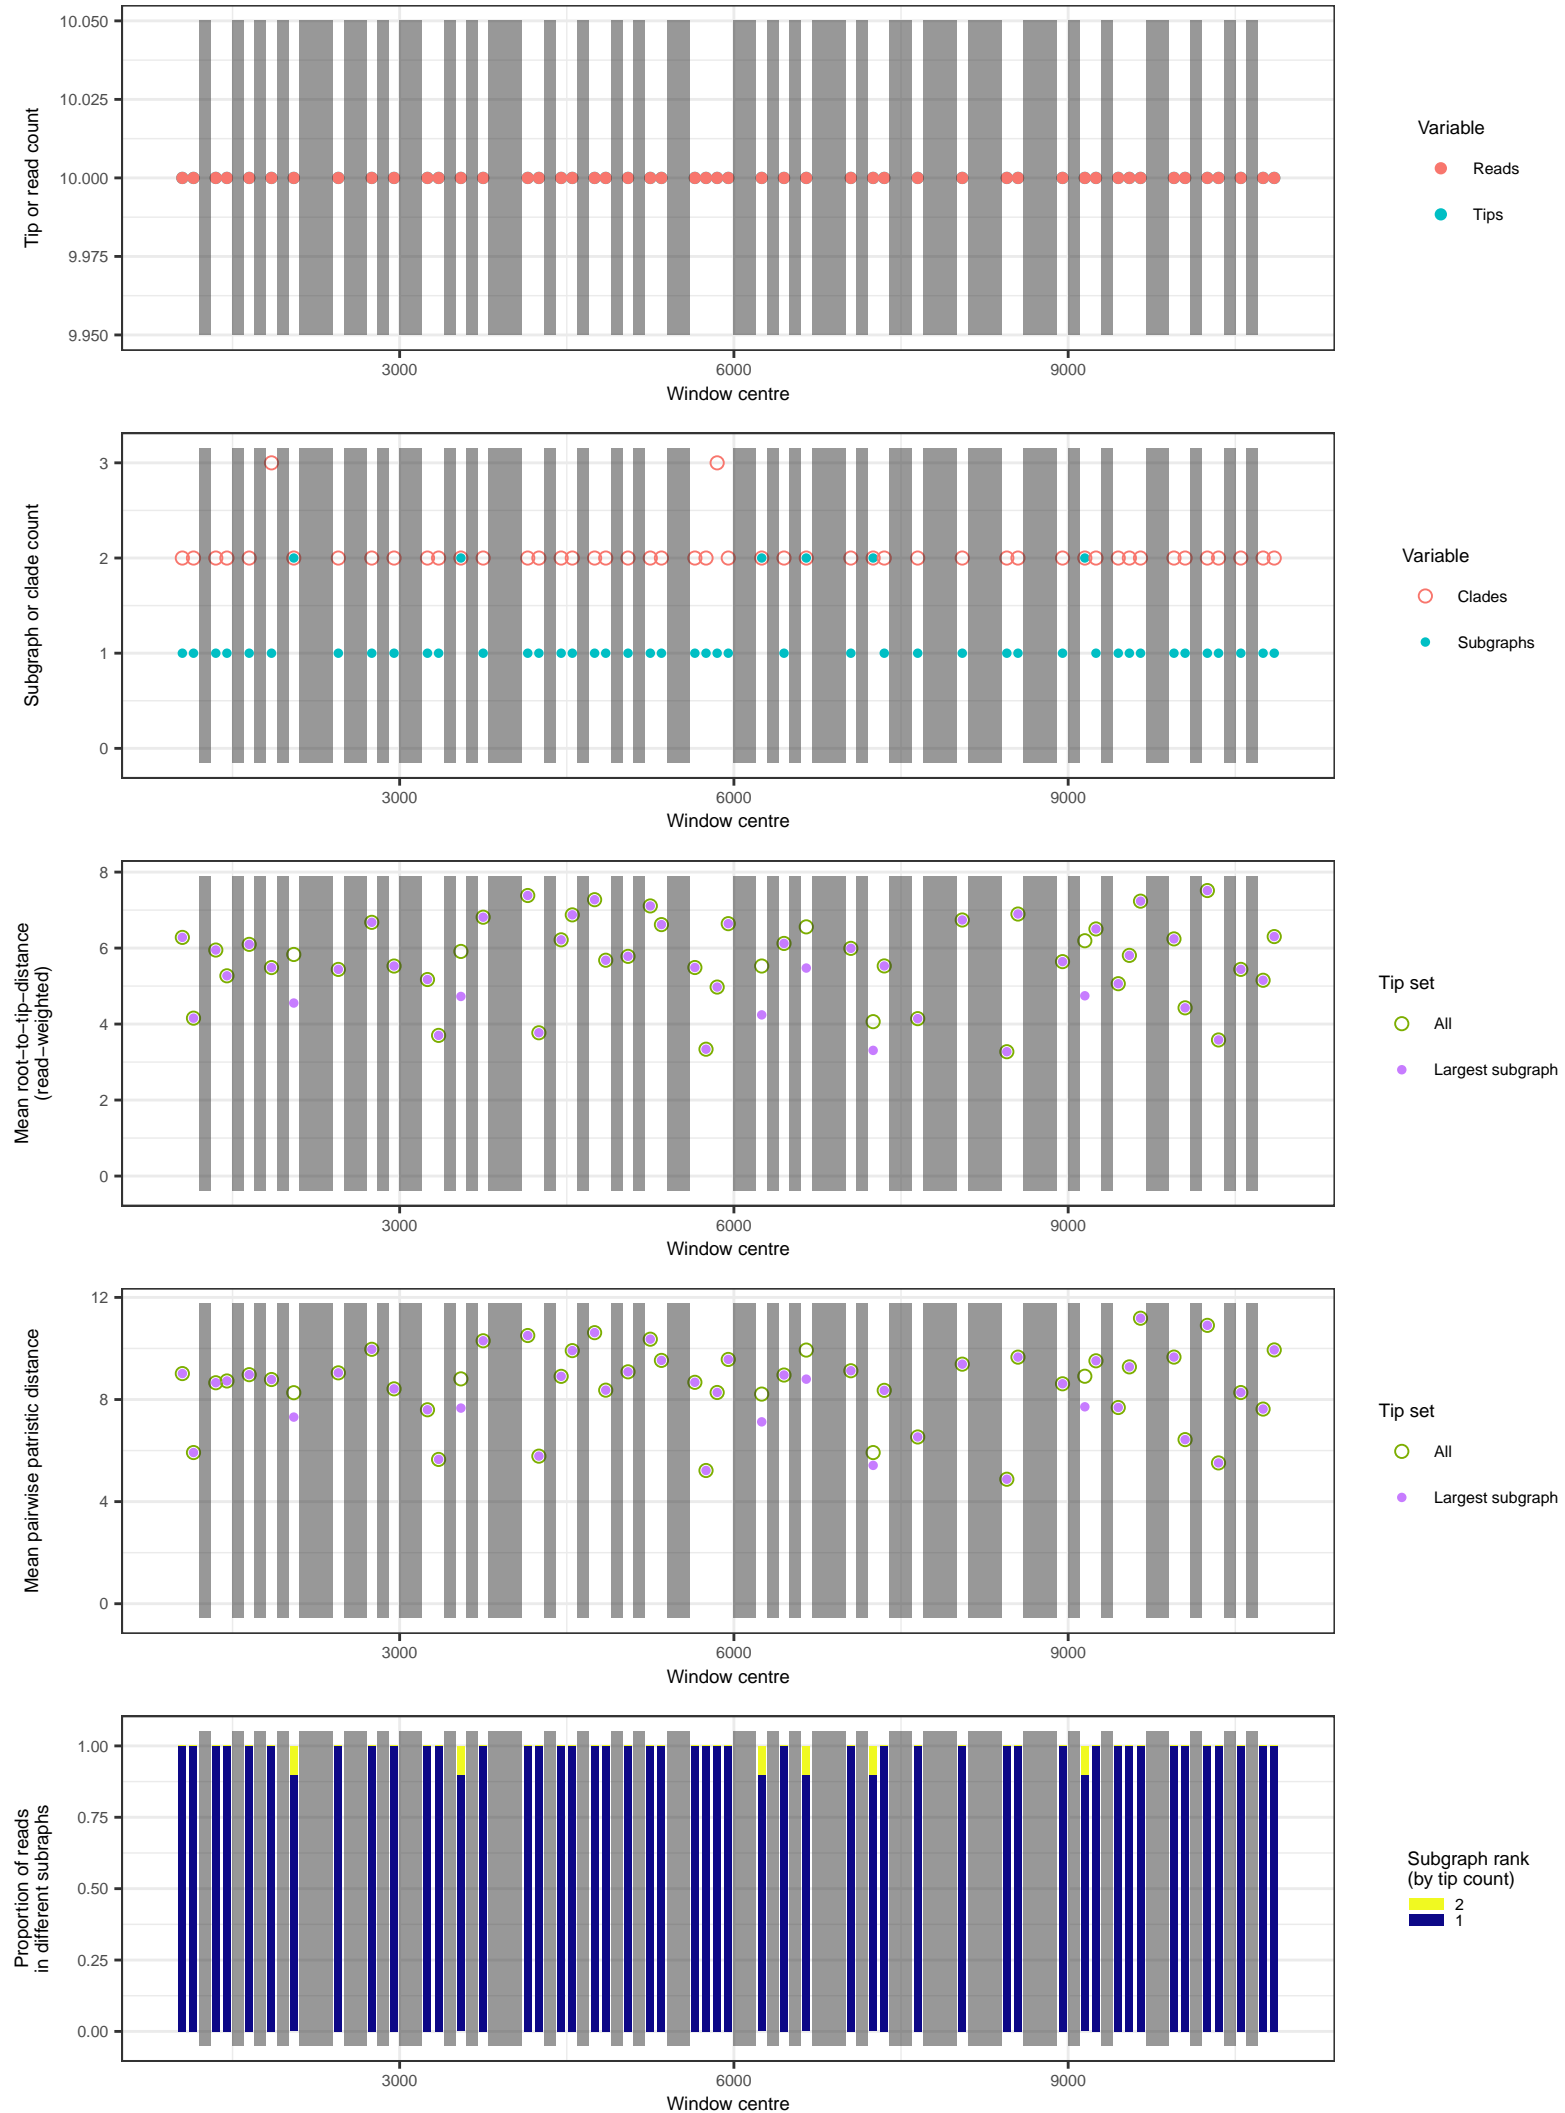 10.050
10.025
10.000
9.975
9.950
Tip or read count
3000
6000
9000
Window centre
Variable
Reads
Tips
3
2
1
0
Subgraph or clade count
3000
6000
9000
Window centre
Variable
Clades
Subgraphs
8
6
4
2
0
Mean root−to−tip−distance
(read−weighted)
3000
6000
9000
Window centre
Tip set
All
Largest subgraph
12
8
4
0
Mean pairwise patristic distance
3000
6000
9000
Window centre
Tip set
All
Largest subgraph
1.00
0.75
0.50
0.25
0.00
Proportion of reads
in different subraphs
3000
6000
9000
Window centre
Subgraph rank
(by tip count)
2
1